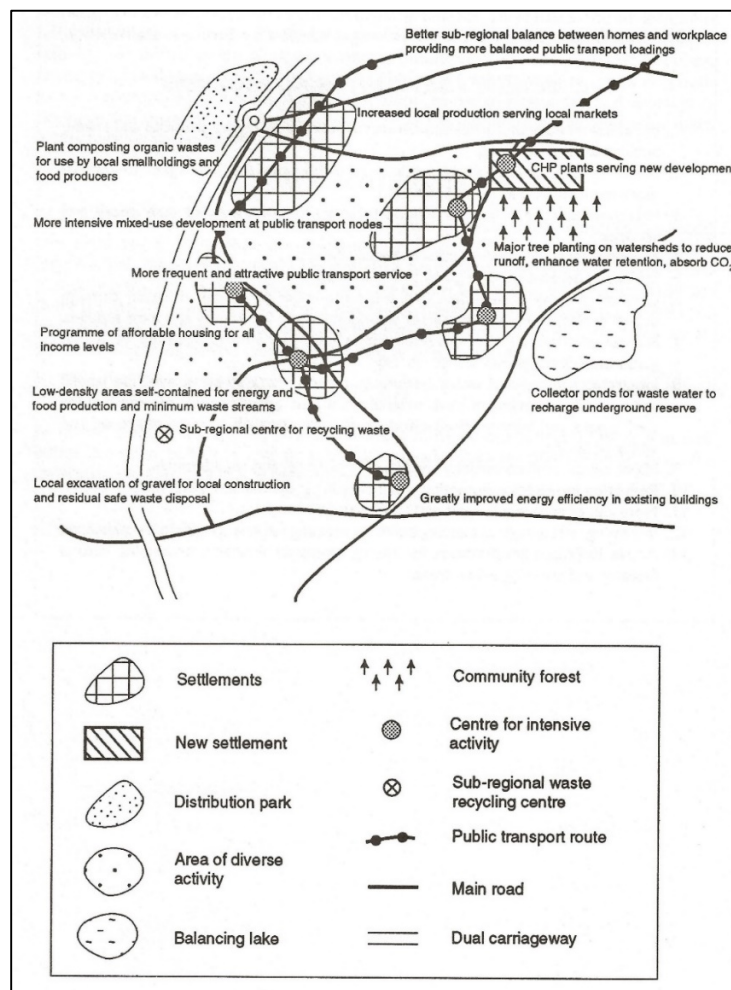 Better sub-regional balance between homes and workplace
providing more balanced public transport loadings
Increased local production serving local markets
Plant composting organic wastes
for use by local smallholdings and
food producers
CHP plants serving new development
More intensive mixed-use development at public transport nodes
Major tree planting on watersheds to reduce
runoff, enhance water retention, absorb CO₂
More frequent and attractive public transport service
Programme of affordable housing for all
income levels
Low-density areas self-contained for energy and
food production and minimum waste streams
Collector ponds for waste water to
recharge underground reserve
Sub-regional centre for recycling waste
Local excavation of gravel for local construction
and residual safe waste disposal
Greatly improved energy efficiency in existing buildings
Settlements
New settlement
Distribution park
Area of diverse
activity
Balancing lake
Community forest
Centre for intensive
activity
Sub-regional waste
recycling centre
Public transport route
Main road
Dual carriageway